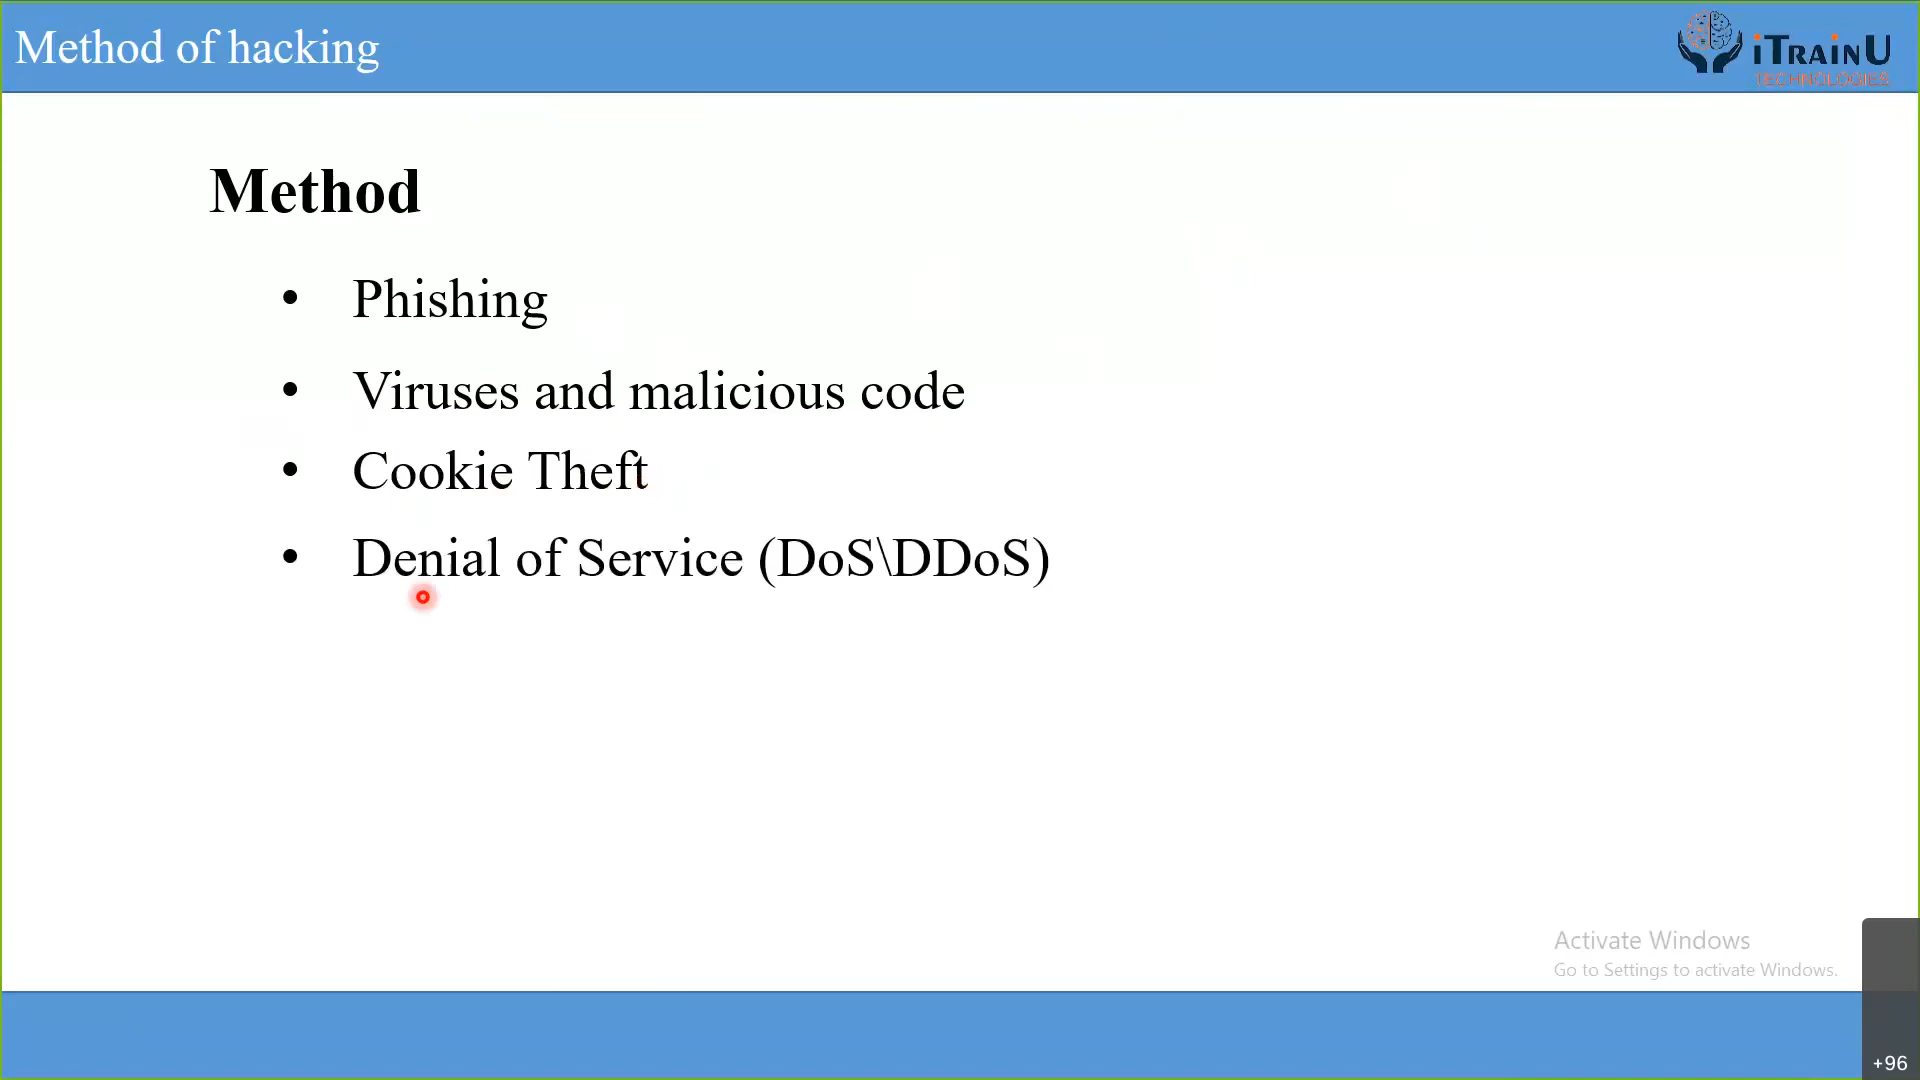 Method of hacking
iTrainU
TECHNOLOGIES
Method
• Phishing
• Viruses and malicious code
• Cookie Theft
• Denial of Service (DoS\DDoS)
Activate Windows
Go to Settings to activate Windows.
+96